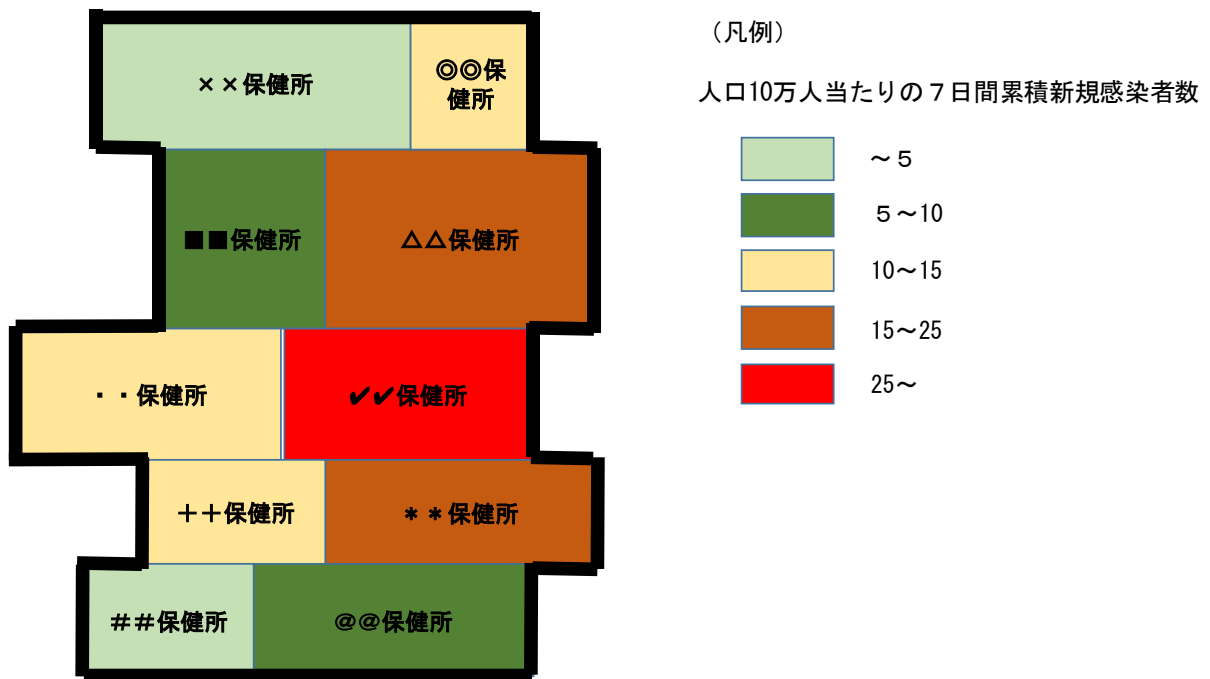 （凡例）
人口10万人当たりの７日間累積新規感染者数
～５
５～10
10～15
15～25
25～
××保健所
◎◎保
健所
■■保健所
△△保健所
・・保健所
✔✔保健所
＋＋保健所
＊＊保健所
＃＃保健所
＠＠保健所